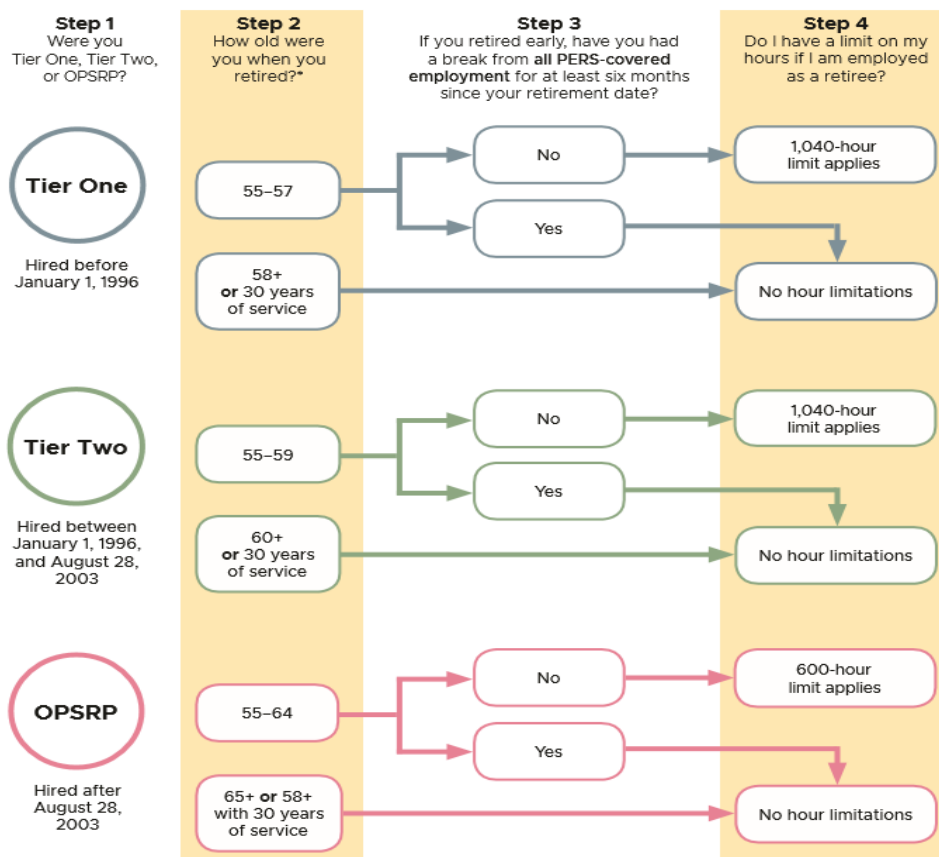 Step 1
Were you
Tier One, Tier Two,
or OPSRP?
Step 2
How old were
you when you
retired?*
Step 3
If you retired early, have you had
a break from all PERS-covered
employment for at least six months
since your retirement date?
Step 4
Do I have a limit on my
hours if I am employed
as a retiree?
Tier One
Hired before
January 1, 1996
55–57
No
1,040-hour
limit applies
Yes
58+
or 30 years
of service
No hour limitations
Tier Two
Hired between
January 1, 1996,
and August 28,
2003
55–59
No
1,040-hour
limit applies
Yes
60+
or 30 years
of service
No hour limitations
OPSRP
Hired after
August 28,
2003
55–64
No
600-hour
limit applies
Yes
65+ or 58+
with 30 years
of service
No hour limitations